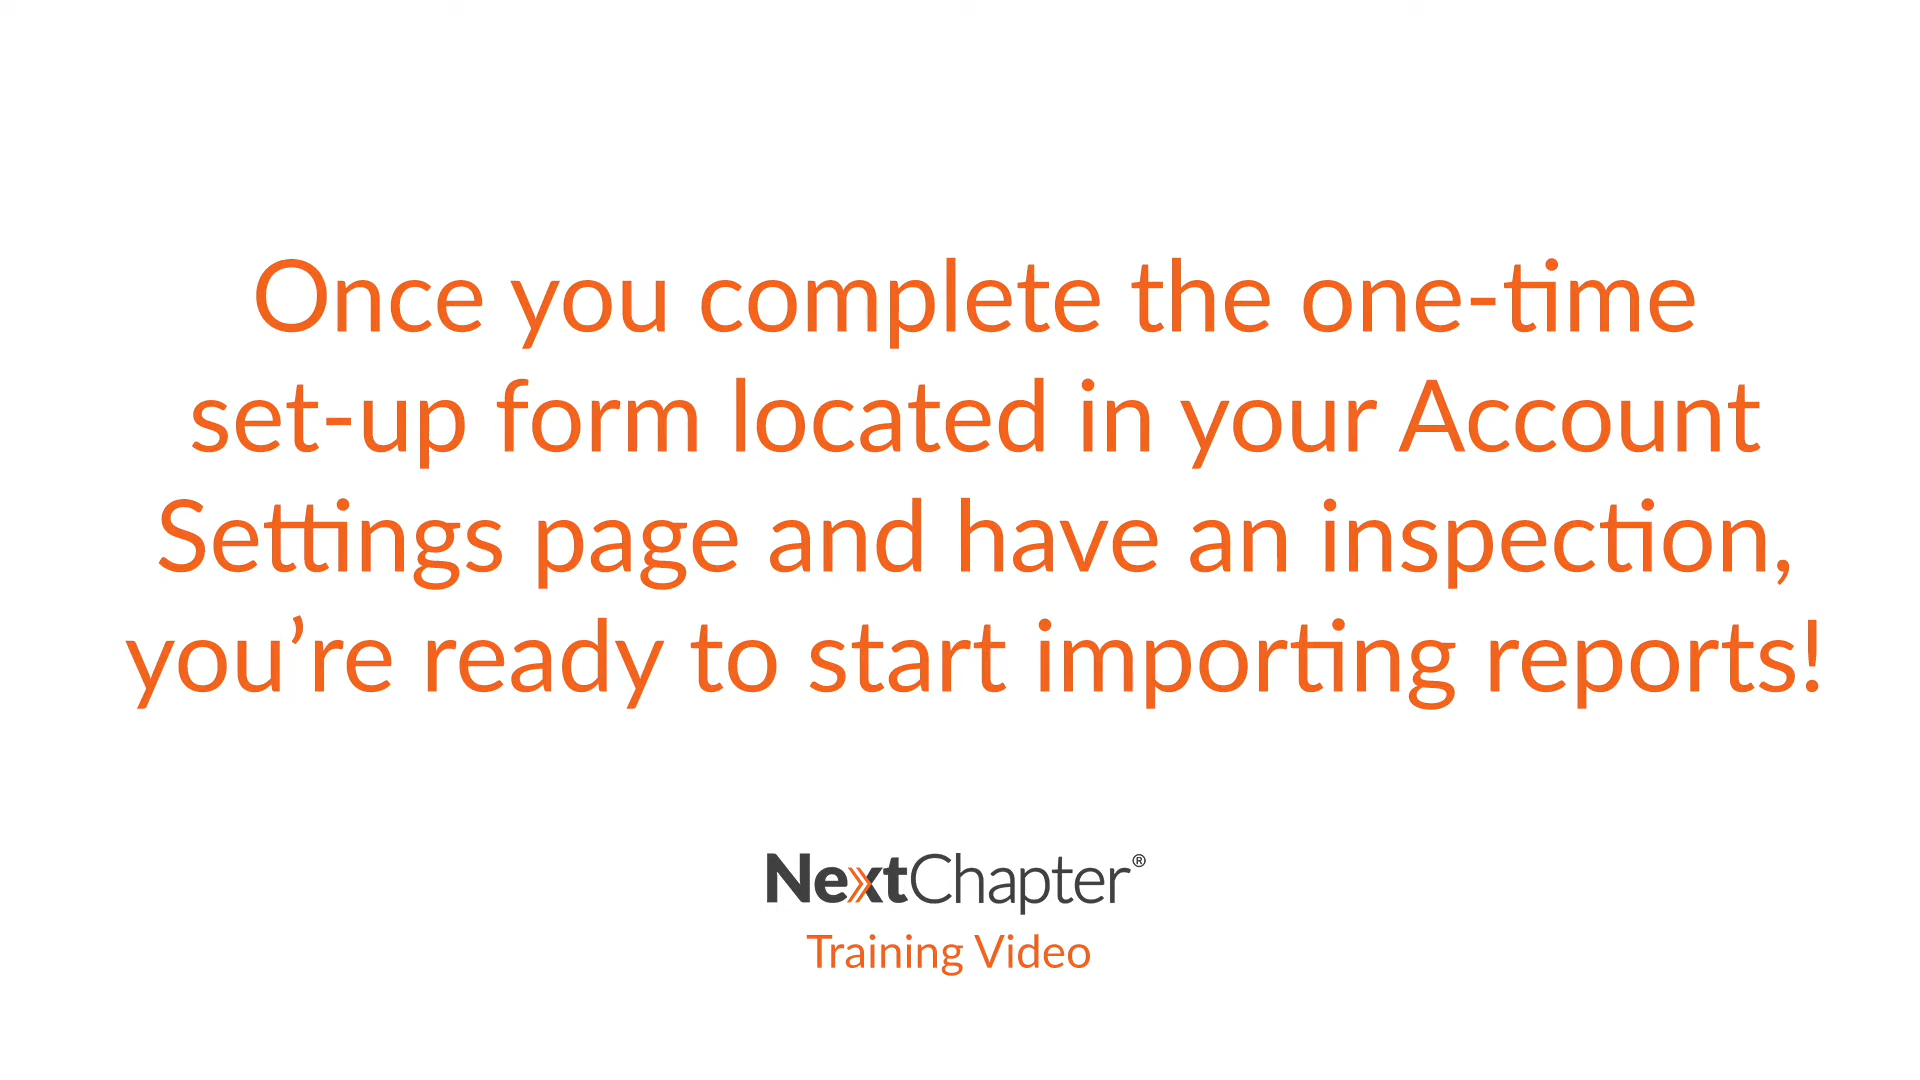 Once you complete the one-time
set-up form located in your Account
Settings page and have an inspection,
you’re ready to start importing reports!
NextChapter®
Training Video